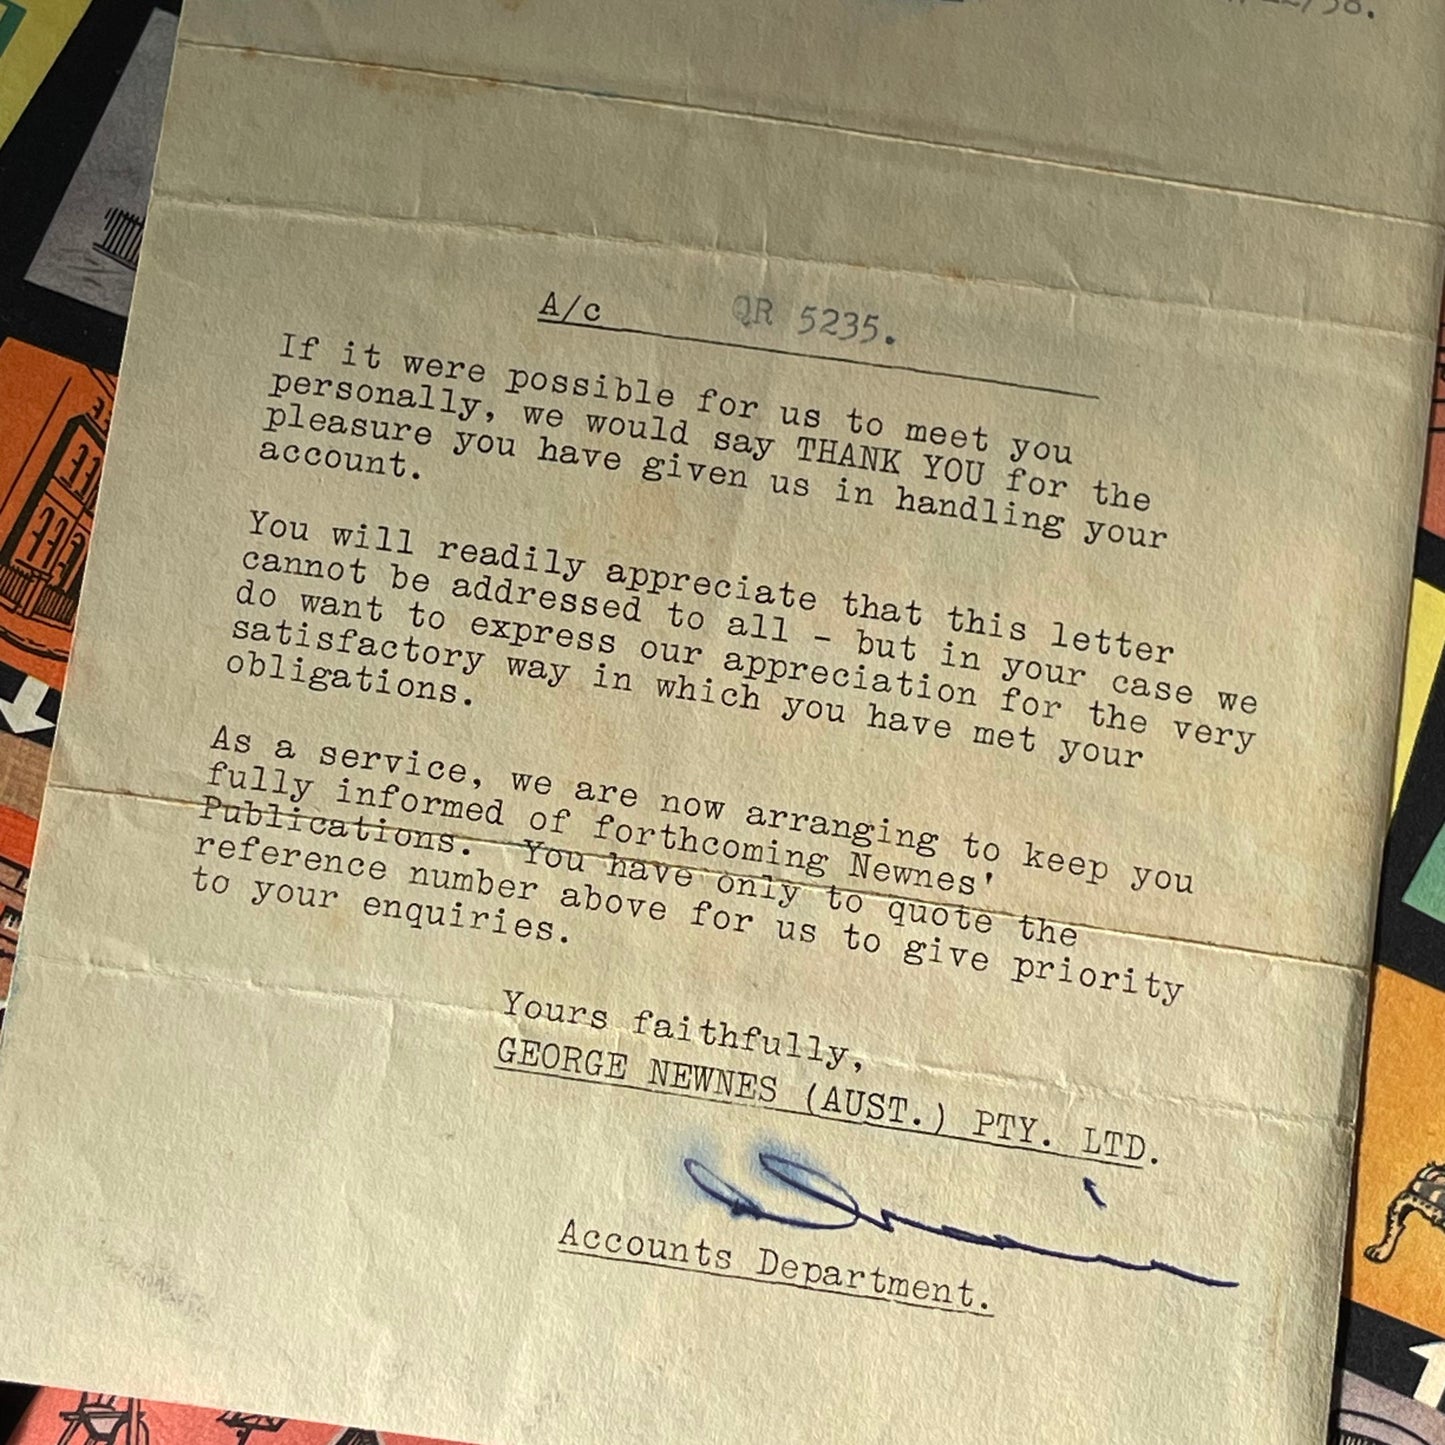 /58.
A/c QR 5235.
If it were possible for us to meet you
personally, we would say THANK YOU for the
pleasure you have given us in handling your
account.
You will readily appreciate that this letter
cannot be addressed to all - but in your case we
do want to express our appreciation for the very
satisfactory way in which you have met your
obligations.
As a service, we are now arranging to keep you
fully informed of forthcoming Newnes'
Publications. You have only to quote the
reference number above for us to give priority
to your enquiries.
Yours faithfully,
GEORGE NEWNES (AUST.) PTY. LTD.
Accounts Department.